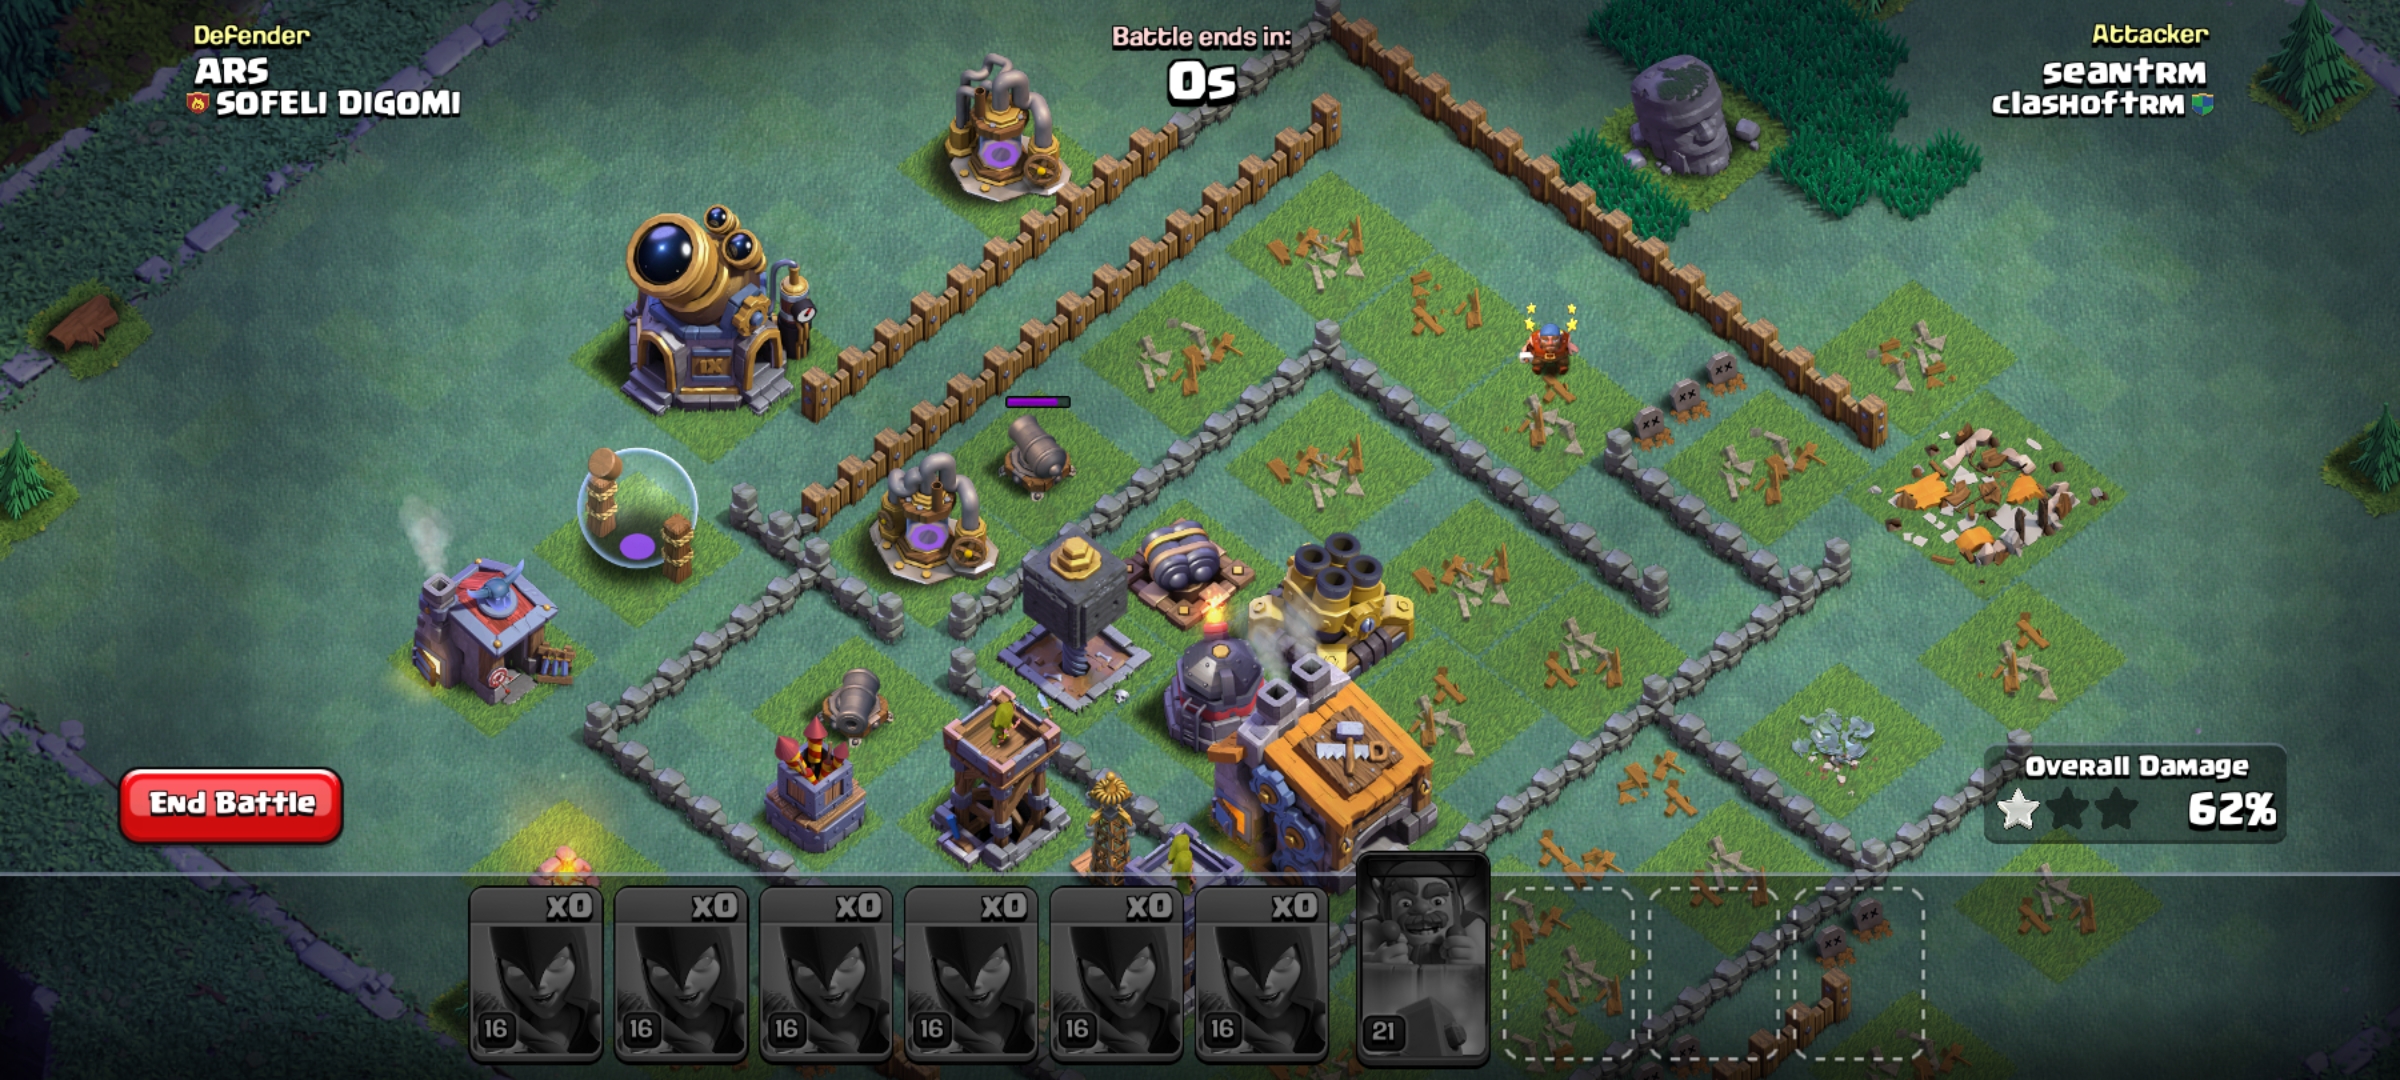 Defender
ARS
SOFELI DIGOMI
Battle ends in:
0s
Attacker
seantRM
clashoftRM
IX
End Battle
Overall Damage
62%
x0
x0
x0
x0
x0
x0
16
16
16
16
16
16
21